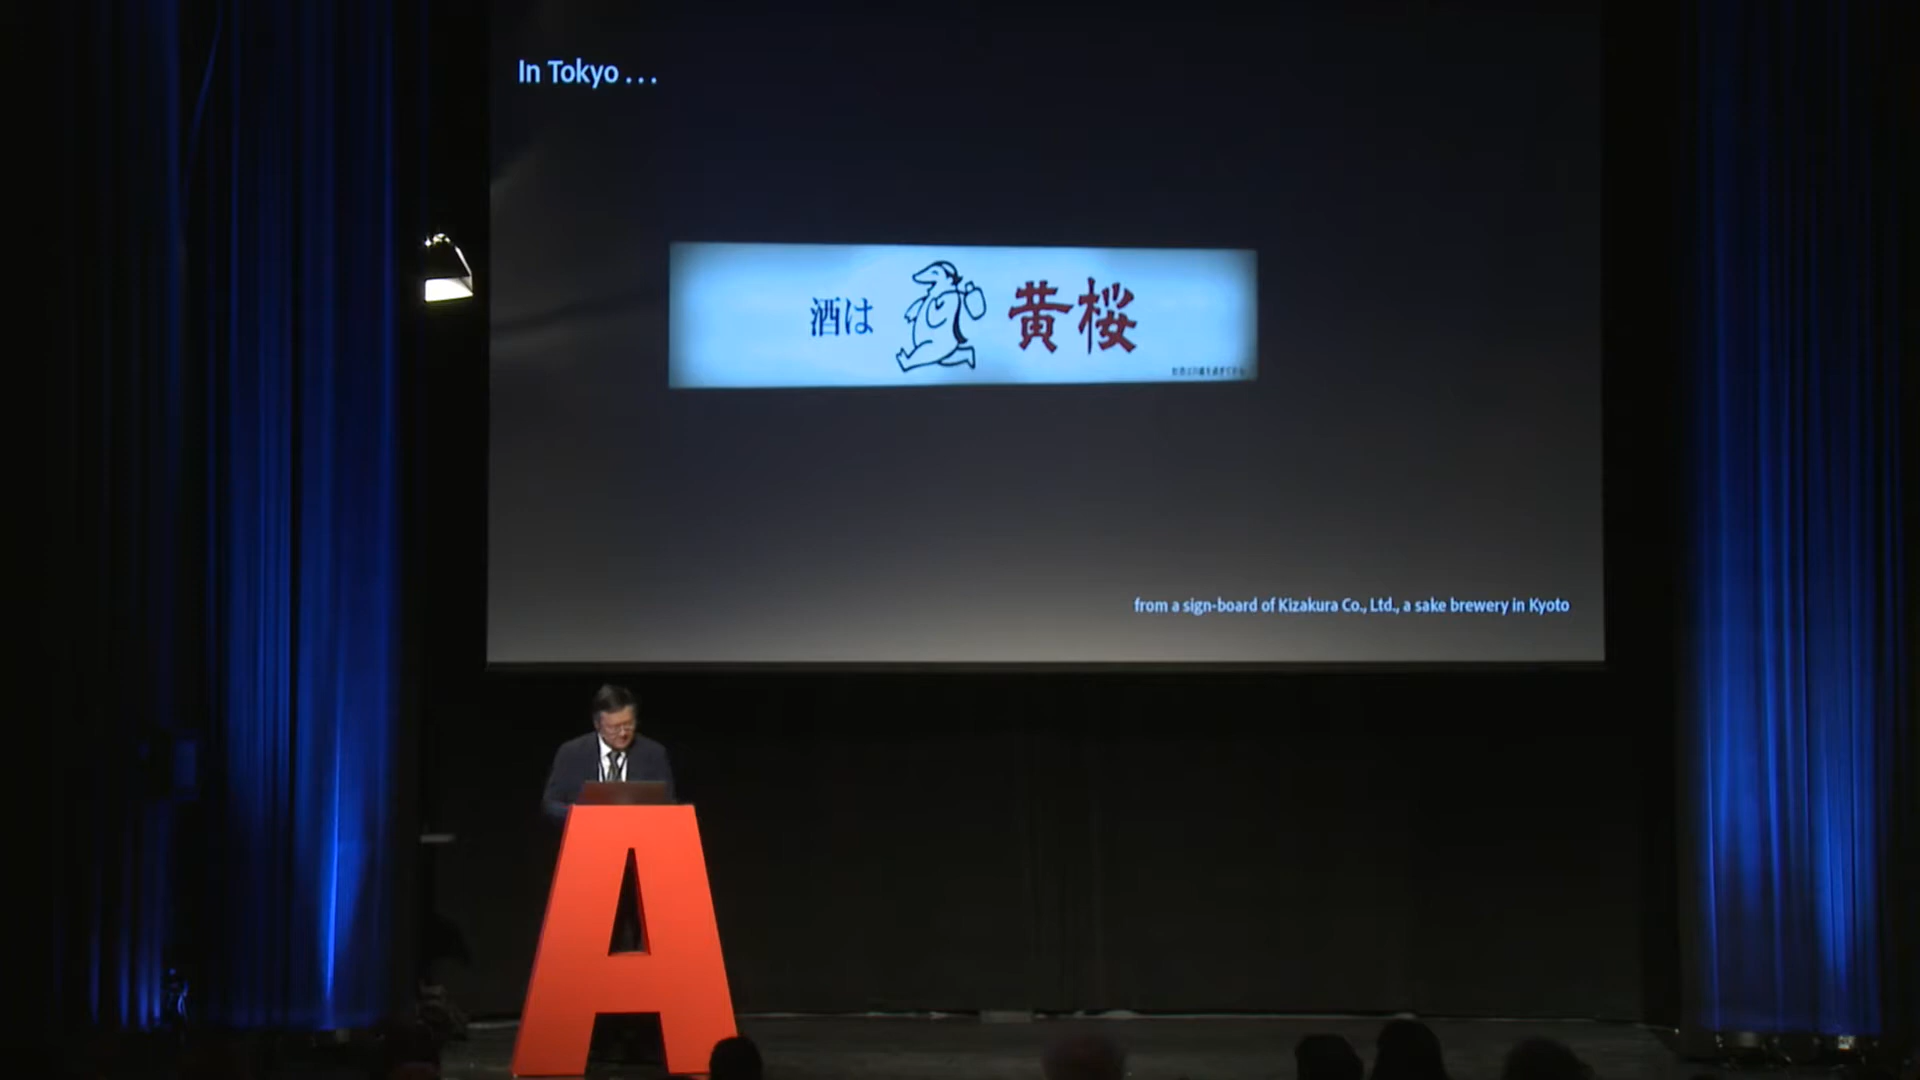 In Tokyo . . .
酒は 黄桜
from a sign-board of Kizakura Co., Ltd., a sake brewery in Kyoto
A